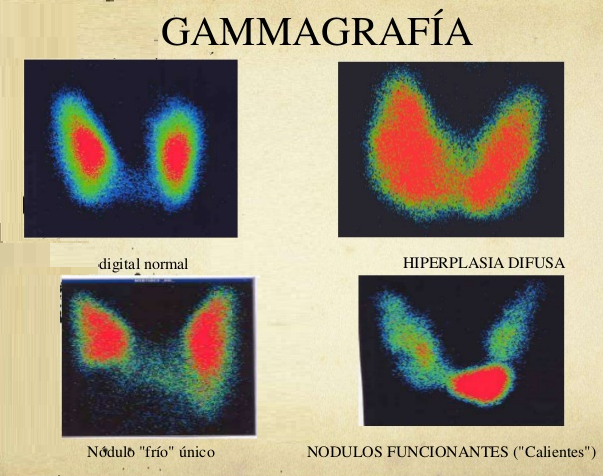 GAMMAGRAFÍA
digital normal
HIPERPLASIA DIFUSA
Nódulo "frío" único
NODULOS FUNCIONANTES ("Calientes")